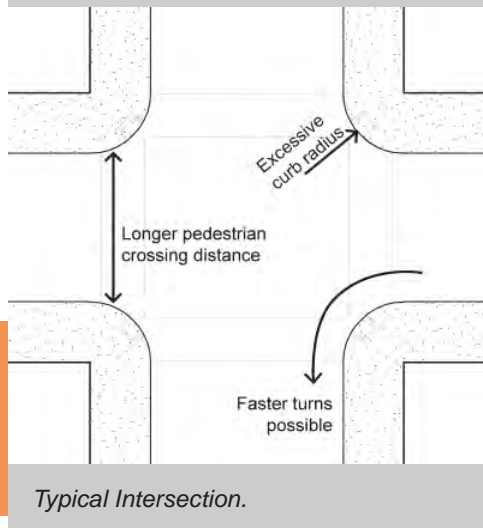 Excessive
curb radius
Longer pedestrian
crossing distance
Faster turns
possible
Typical Intersection.